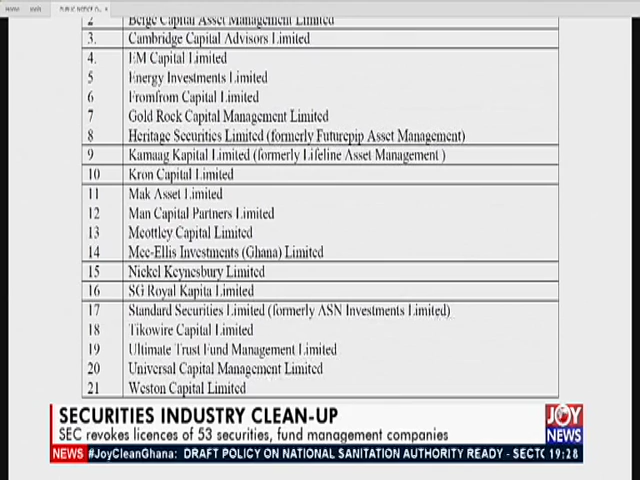 2 Beige Capital Asset Management Limited
3. Cambridge Capital Advisors Limited
4. EM Capital Limited
5 Energy Investments Limited
6 Fromfrom Capital Limited
7 Gold Rock Capital Management Limited
8 Heritage Securities Limited (formerly Futurepip Asset Management)
9 Kamaag Kapital Limited (formerly Lifeline Asset Management )
10 Kron Capital Limited
11 Mak Asset Limited
12 Man Capital Partners Limited
13 Meottley Capital Limited
14 Mec-Ellis Investments (Ghana) Limited
15 Nickel Keynesbury Limited
16 SG Royal Kapita Limited
17 Standard Securities Limited (formerly ASN Investments Limited)
18 Tikowire Capital Limited
19 Ultimate Trust Fund Management Limited
20 Universal Capital Management Limited
21 Weston Capital Limited
SECURITIES INDUSTRY CLEAN-UP
SEC revokes licences of 53 securities, fund management companies
JOY
NEWS
NEWS #JoyCleanGhana: DRAFT POLICY ON NATIONAL SANITATION AUTHORITY READY - SECTO 19:28